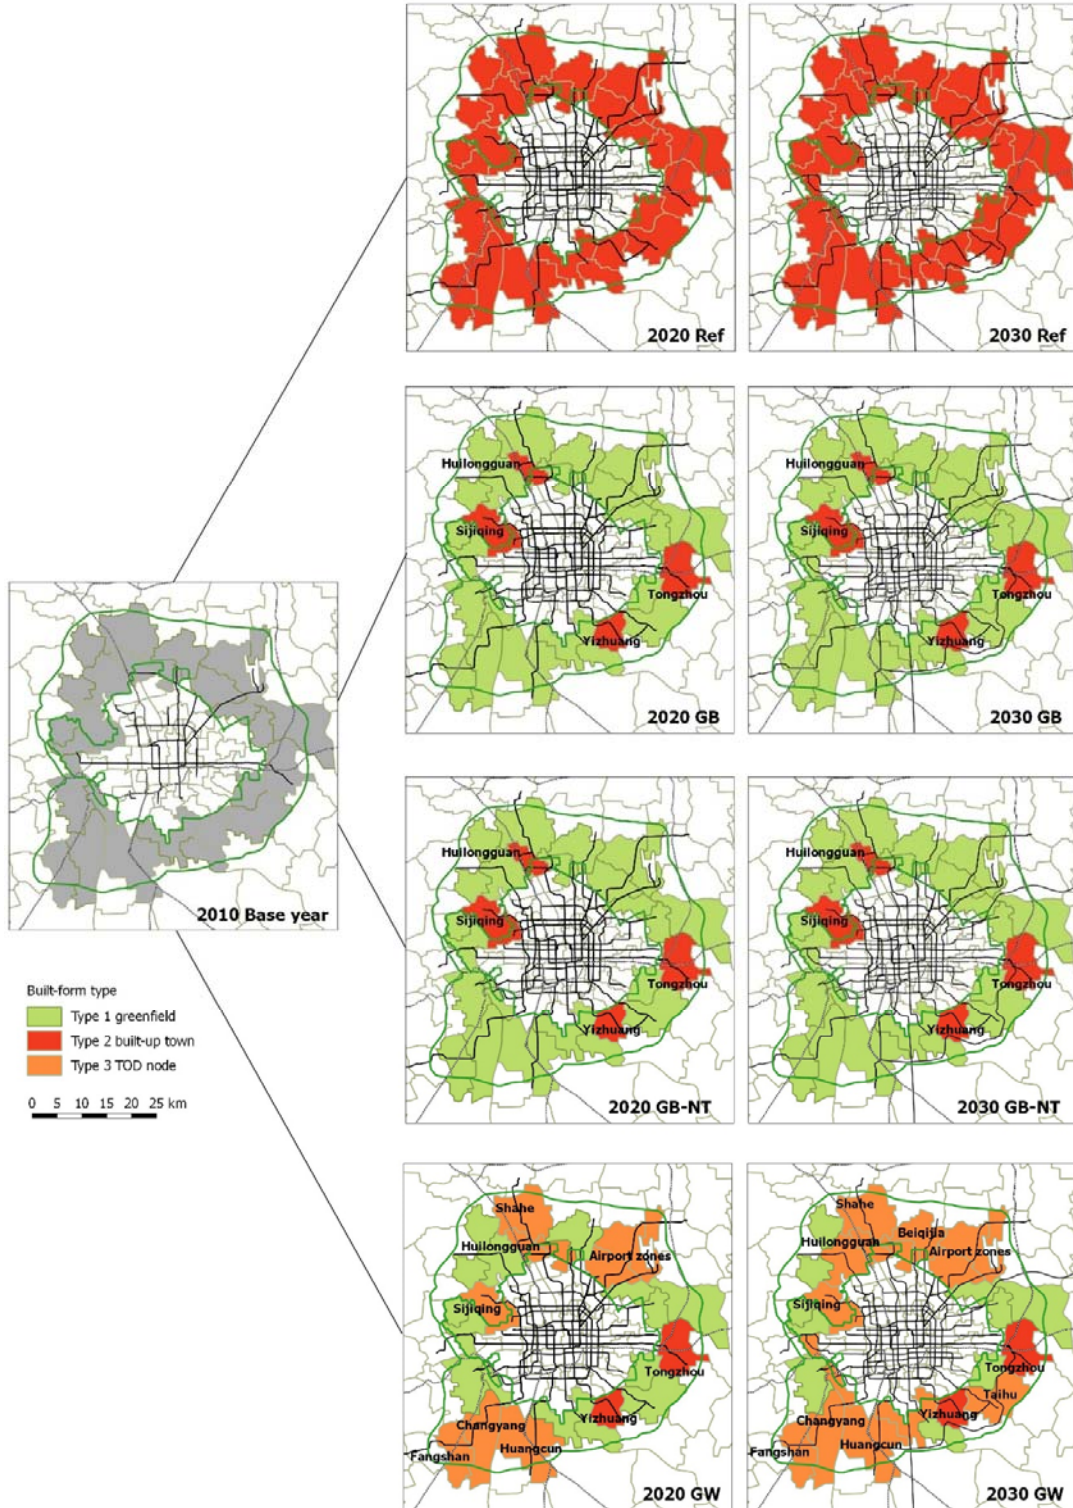 2020 Ref
2030 Ref
Huilongguan
Sijiqing
Tongzhou
Yizhuang
2020 GB
Huilongguan
Sijiqing
Tongzhou
Yizhuang
2030 GB
2010 Base year
Built-form type
Type 1 greenfield
Type 2 built-up town
Type 3 TOD node
0 5 10 15 20 25 km
Huilongguan
Sijiqing
Tongzhou
Yizhuang
2020 GB-NT
Huilongguan
Sijiqing
Tongzhou
Yizhuang
2030 GB-NT
Shahe
Huilongguan
Airport zones
Sijiqing
Tongzhou
Yizhuang
Changyang
Huangcun
Fangshan
2020 GW
Shahe
Beiqijia
Huilongguan
Airport zones
Sijiqing
Tongzhou
Taihu
Yizhuang
Changyang
Huangcun
Fangshan
2030 GW